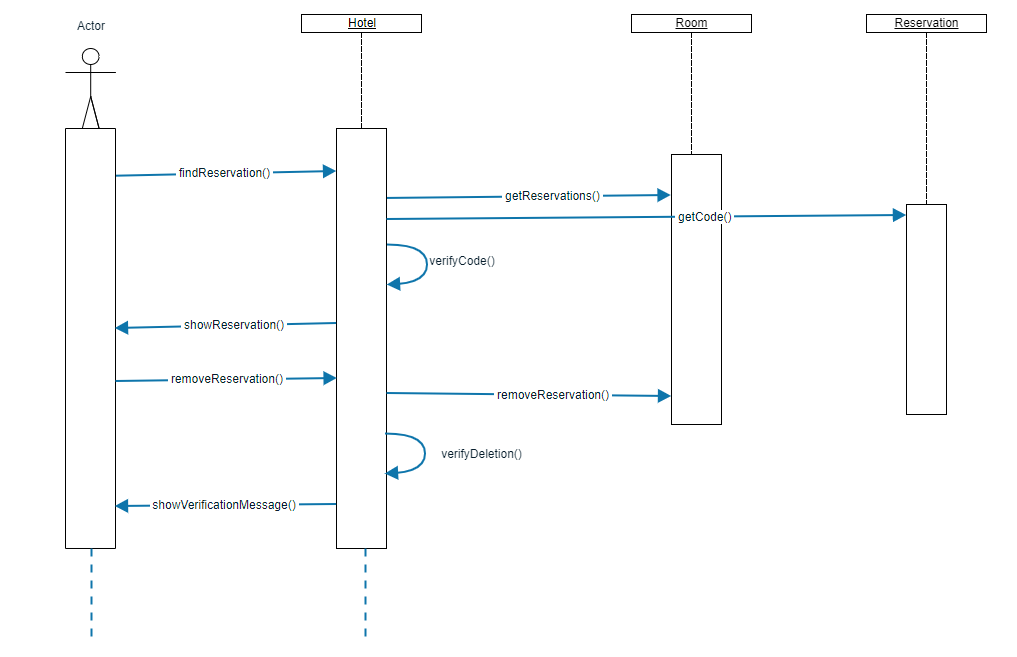 Actor
Hotel
Room
Reservation
findReservation()
getReservations()
getCode()
verifyCode()
showReservation()
removeReservation()
removeReservation()
verifyDeletion()
showVerificationMessage()